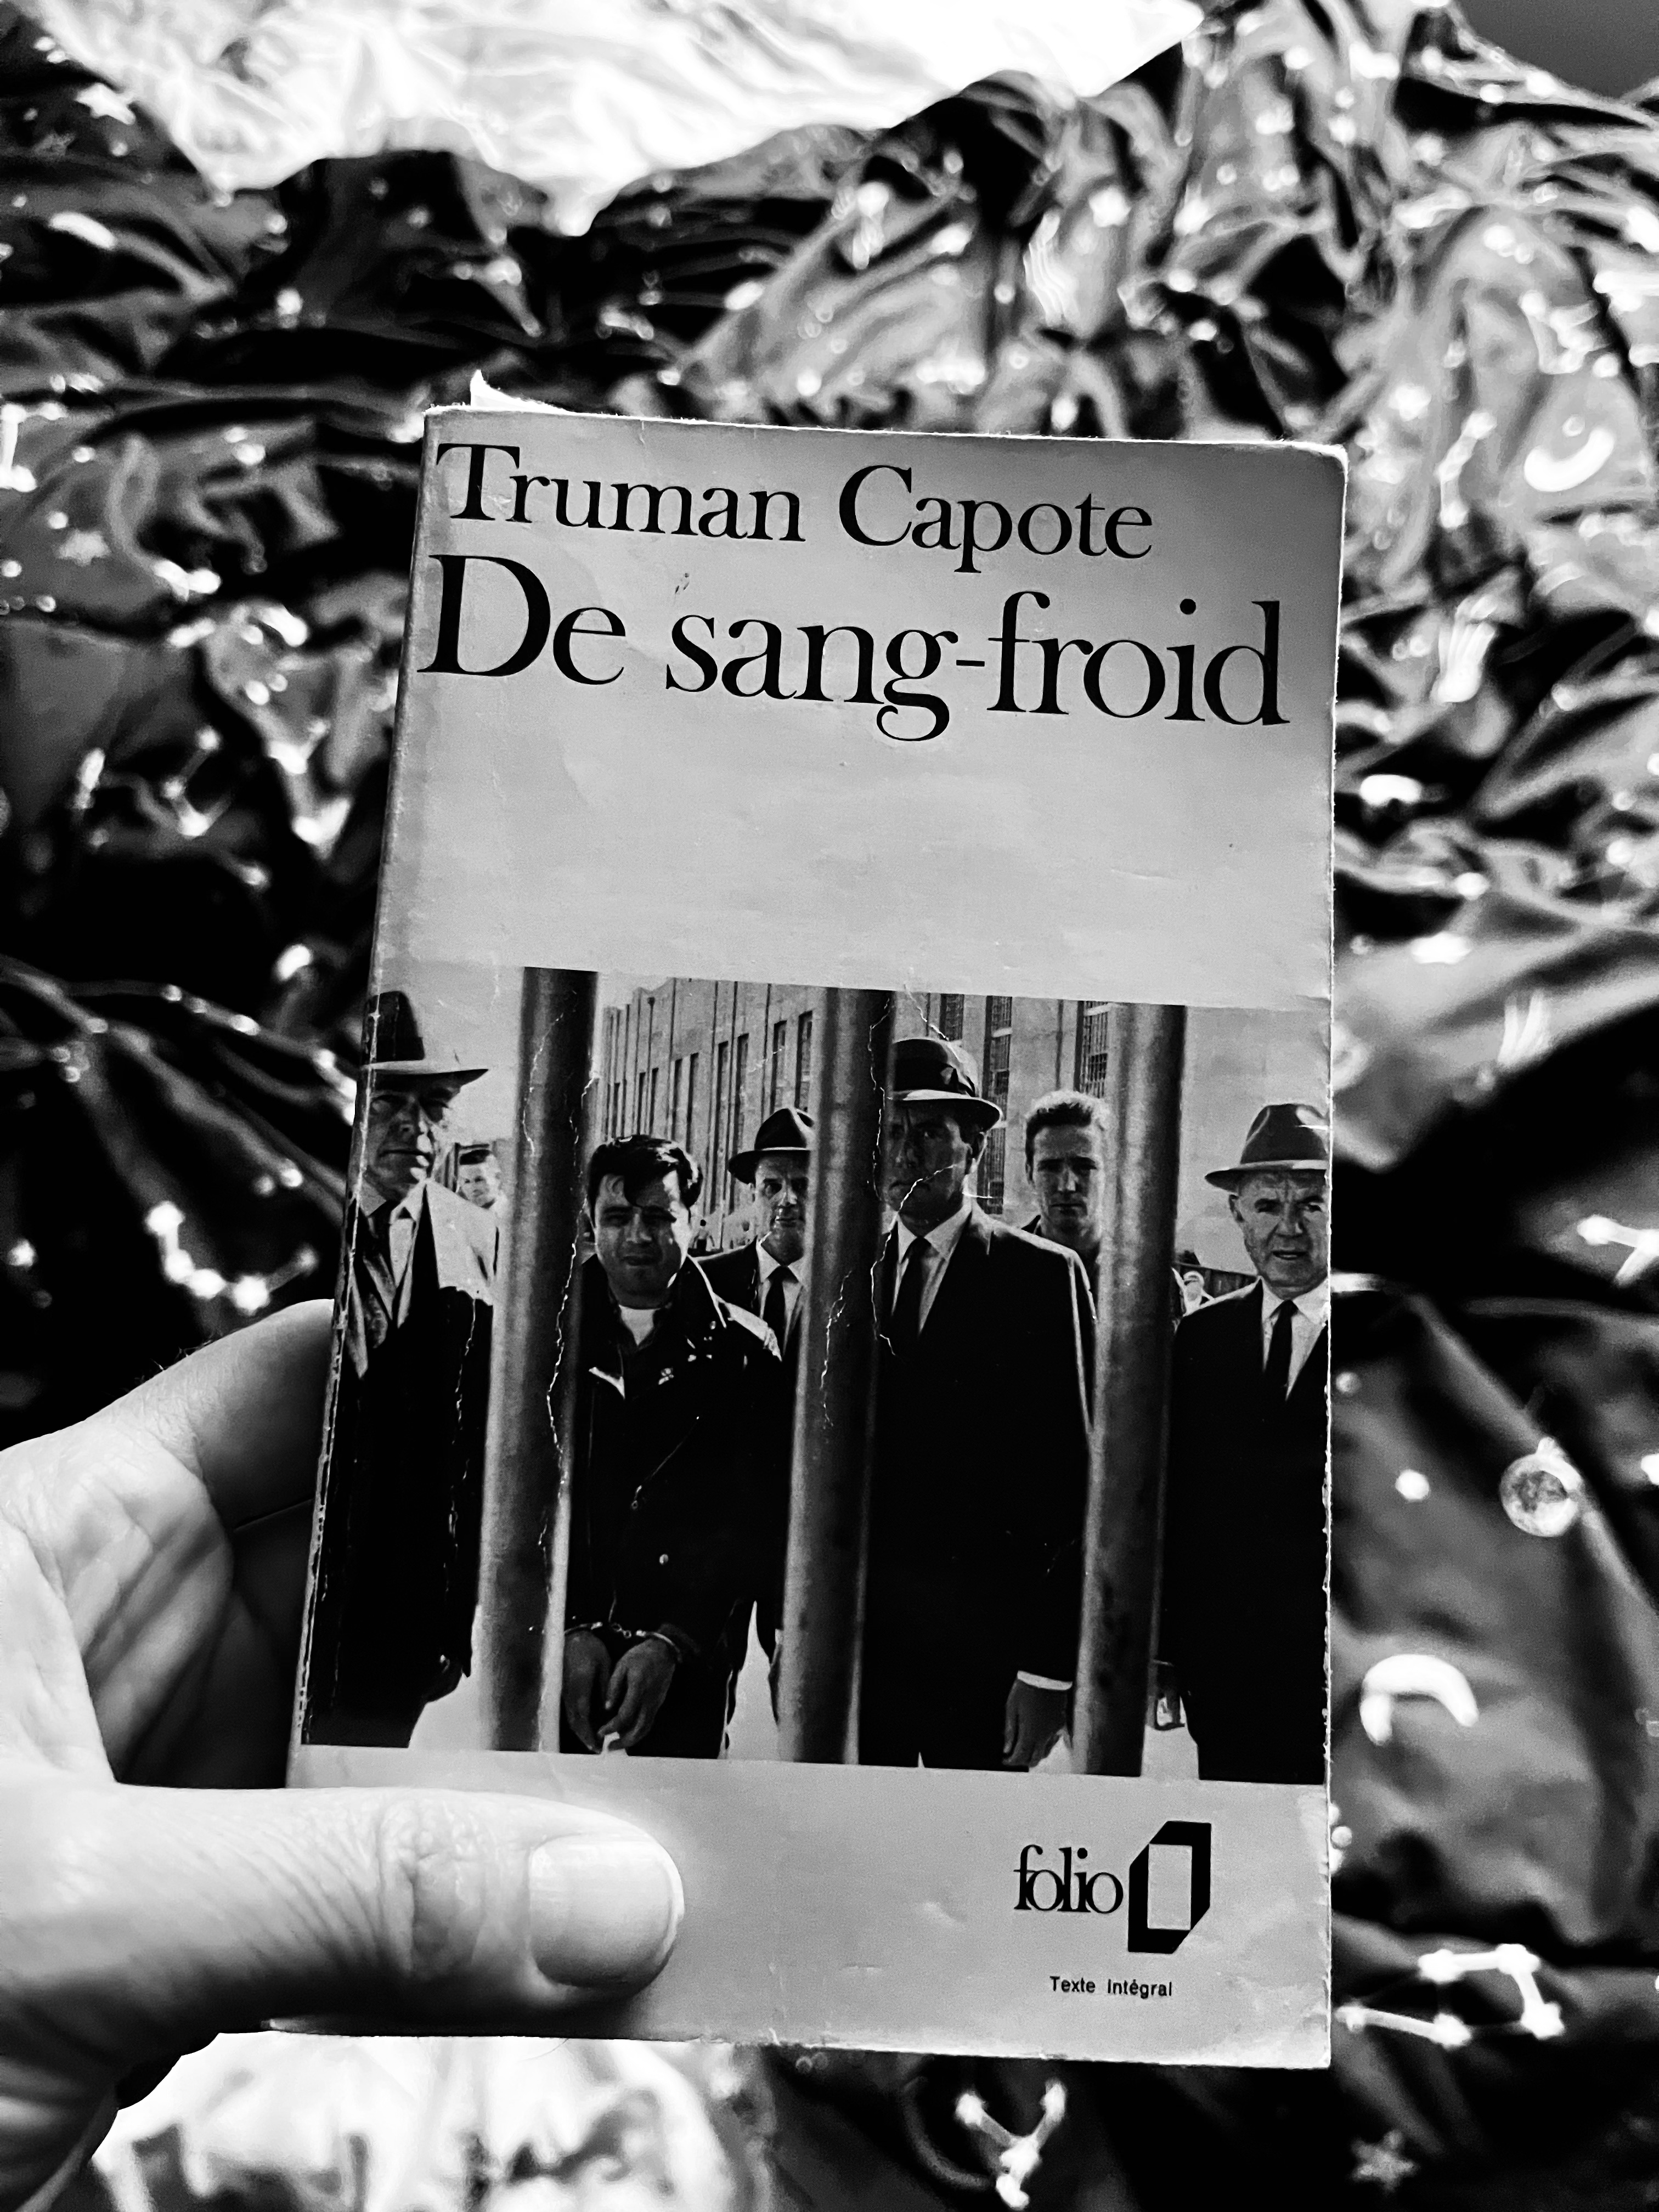 Truman Capote
De sang-froid
folio
Texte intégral